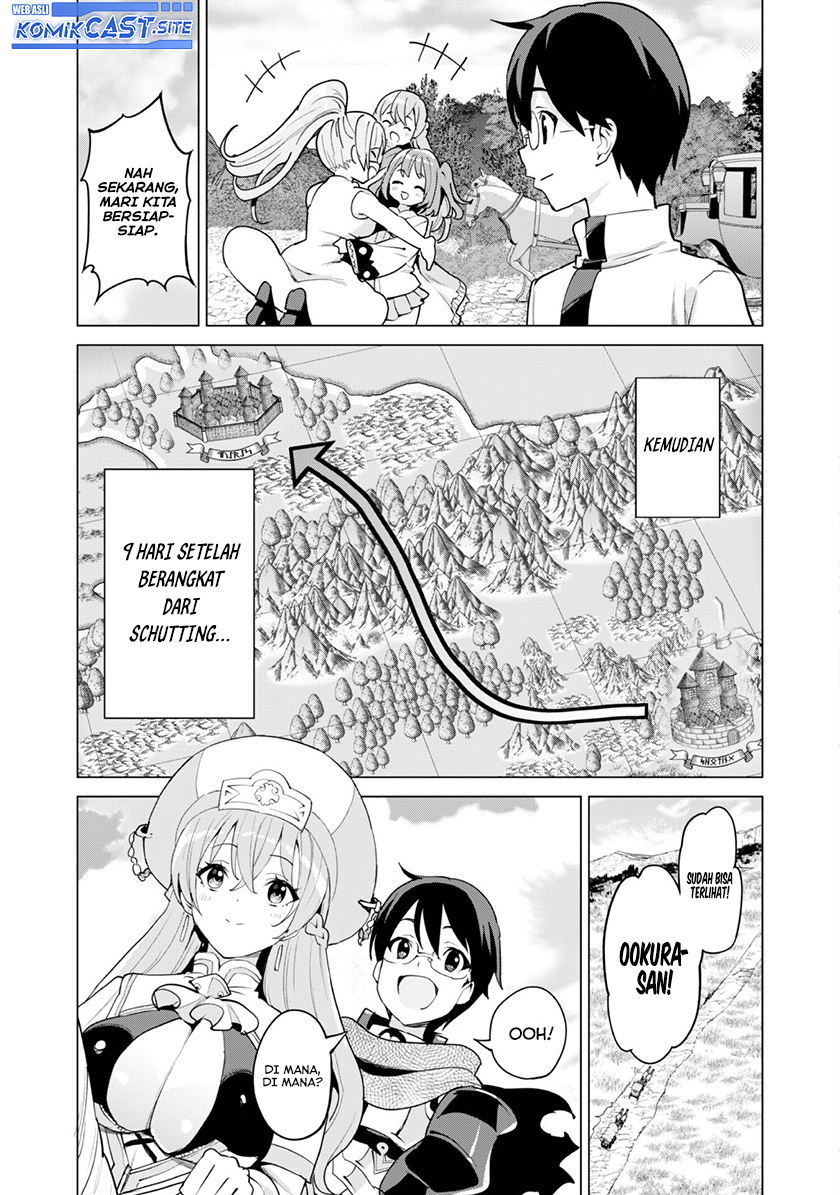 WEB ASLI
KOMIKCAST.SITE
NAH
SEKARANG,
MARI KITA
BERSIAP-
SIAP.
KEMUDIAN
9 HARI SETELAH
BERANGKAT
DARI
SCHUTTING...
SUDAH BISA
TERLIHAT!
OOKURA-
SAN!
OOH!
DI MANA,
DI MANA?